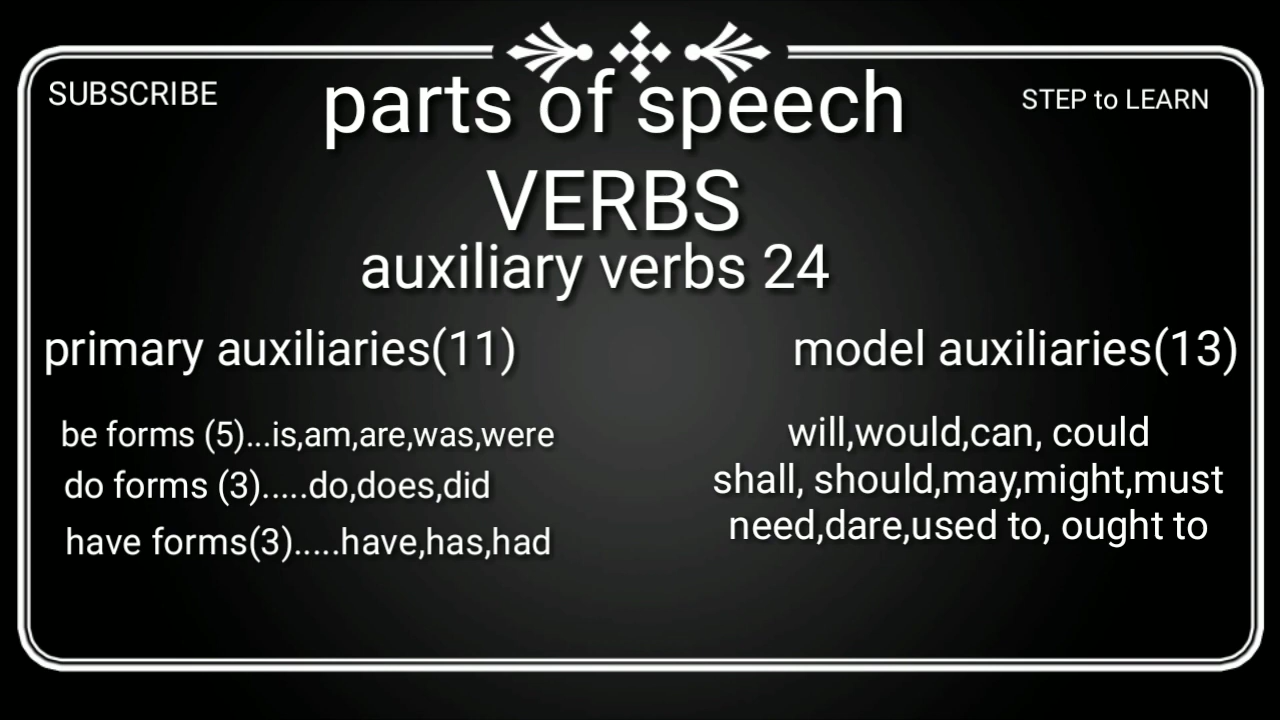 SUBSCRIBE
parts of speech
STEP to LEARN
VERBS
auxiliary verbs 24
primary auxiliaries(11)
model auxiliaries(13)
be forms (5)...is,am,are,was,were
do forms (3).....do,does,did
have forms(3).....have,has,had
will,would,can, could
shall, should,may,might,must
need,dare,used to, ought to